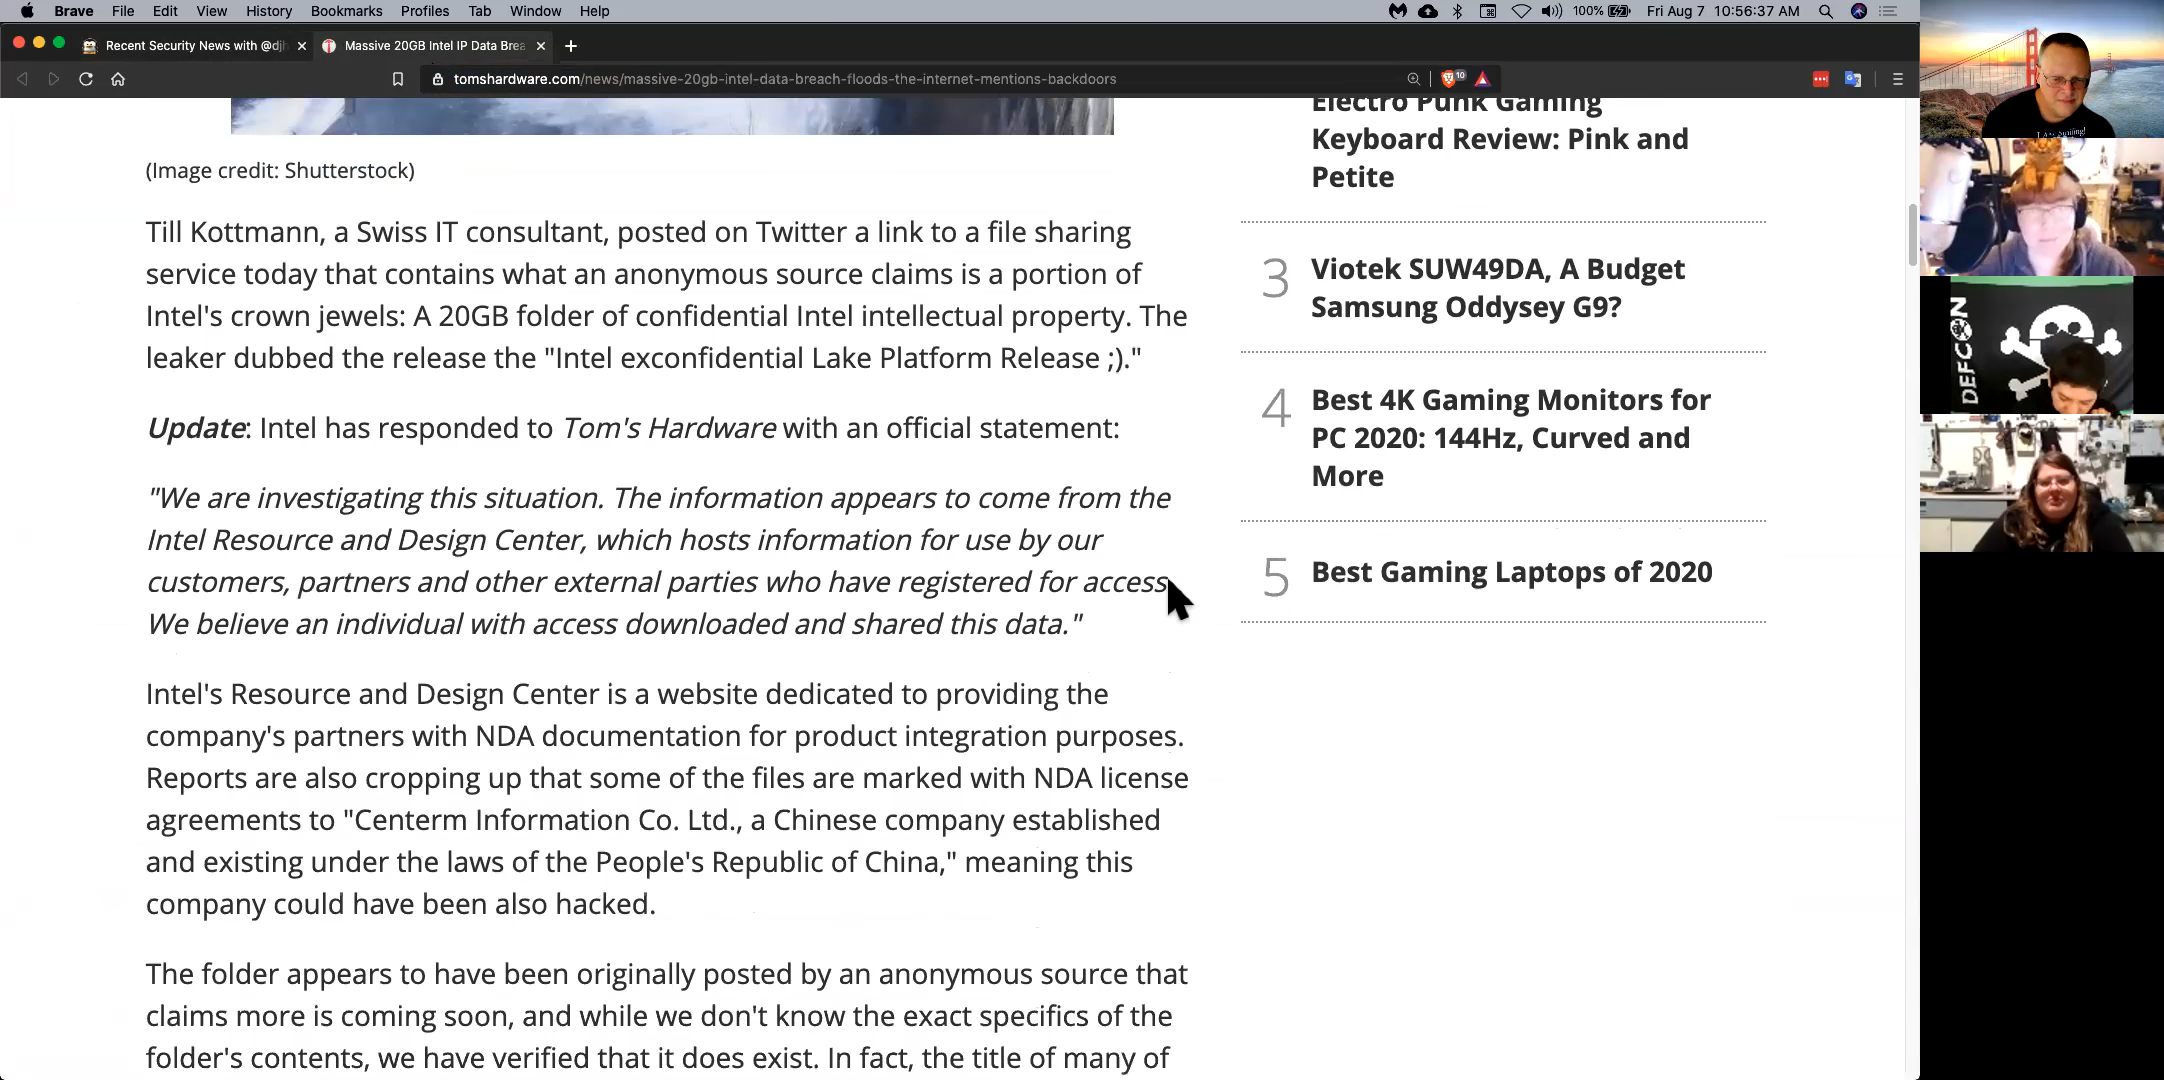 Brave File Edit View History Bookmarks Profiles Tab Window Help 100% Fri Aug 7 10:56:37 AM
Recent Security News with @djh
Massive 20GB Intel IP Data Brea
tomshardware.com/news/massive-20gb-intel-data-breach-floods-the-internet-mentions-backdoors
10
(Image credit: Shutterstock)
Till Kottmann, a Swiss IT consultant, posted on Twitter a link to a file sharing
service today that contains what an anonymous source claims is a portion of
Intel's crown jewels: A 20GB folder of confidential Intel intellectual property. The
leaker dubbed the release the "Intel exconfidential Lake Platform Release ;)."
Update: Intel has responded to Tom's Hardware with an official statement:
"We are investigating this situation. The information appears to come from the
Intel Resource and Design Center, which hosts information for use by our
customers, partners and other external parties who have registered for access
We believe an individual with access downloaded and shared this data."
Intel's Resource and Design Center is a website dedicated to providing the
company's partners with NDA documentation for product integration purposes.
Reports are also cropping up that some of the files are marked with NDA license
agreements to "Centerm Information Co. Ltd., a Chinese company established
and existing under the laws of the People's Republic of China," meaning this
company could have been also hacked.
The folder appears to have been originally posted by an anonymous source that
claims more is coming soon, and while we don't know the exact specifics of the
folder's contents, we have verified that it does exist. In fact, the title of many of
Electro Punk Gaming
Keyboard Review: Pink and
Petite
3
Viotek SUW49DA, A Budget
Samsung Oddysey G9?
4
Best 4K Gaming Monitors for
PC 2020: 144Hz, Curved and
More
5
Best Gaming Laptops of 2020
DEFCON